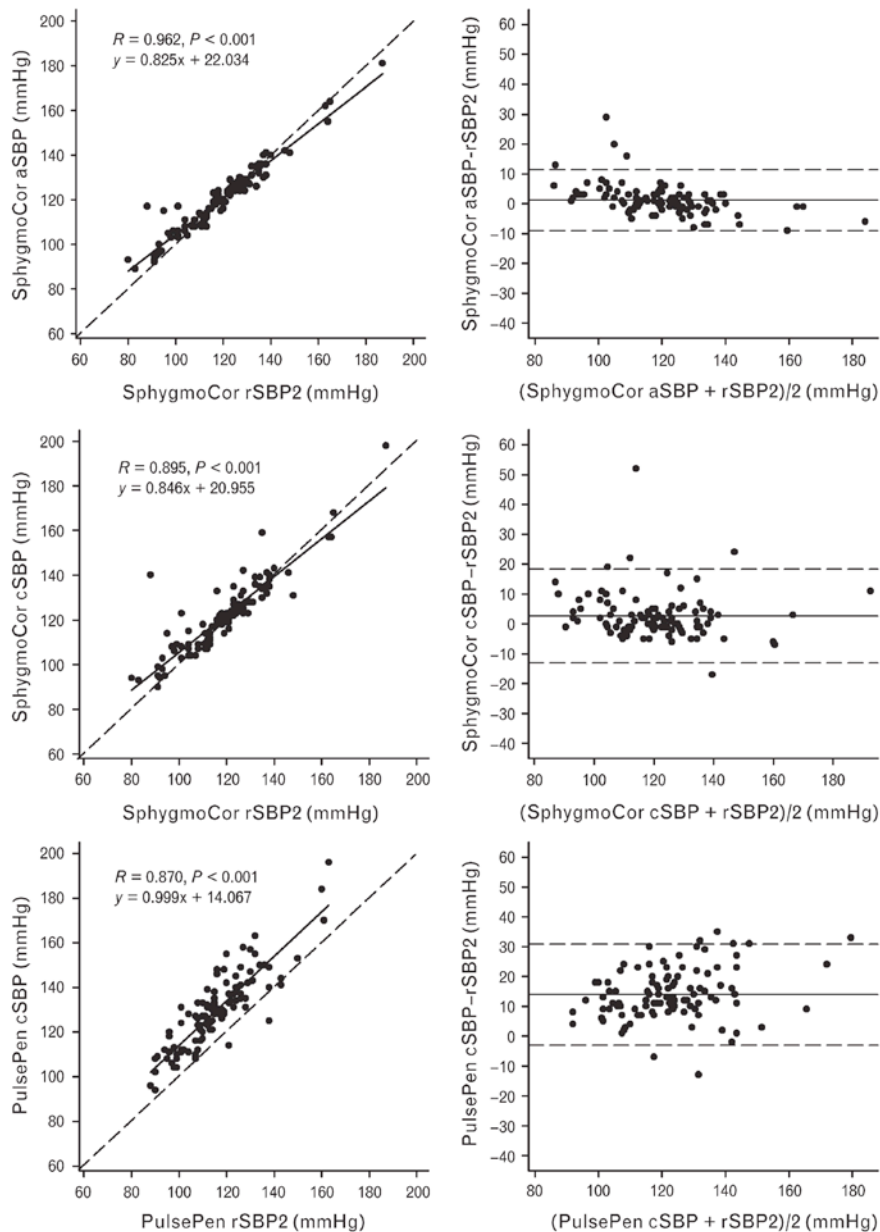 200
180
160
140
120
100
80
60
SphygmoCor aSBP (mmHg)
R = 0.962, P < 0.001
y = 0.825x + 22.034
60 80 100 120 140 160 180 200
SphygmoCor rSBP2 (mmHg)
60
50
40
30
20
10
0
−10
−20
−30
−40
SphygmoCor aSBP-rSBP2 (mmHg)
80 100 120 140 160 180
(SphygmoCor aSBP + rSBP2)/2 (mmHg)
200
180
160
140
120
100
80
60
SphygmoCor cSBP (mmHg)
R = 0.895, P < 0.001
y = 0.846x + 20.955
60 80 100 120 140 160 180 200
SphygmoCor rSBP2 (mmHg)
60
50
40
30
20
10
0
−10
−20
−30
−40
SphygmoCor cSBP−rSBP2 (mmHg)
80 100 120 140 160 180
(SphygmoCor cSBP + rSBP2)/2 (mmHg)
200
180
160
140
120
100
80
60
PulsePen cSBP (mmHg)
R = 0.870, P < 0.001
y = 0.999x + 14.067
60 80 100 120 140 160 180 200
PulsePen rSBP2 (mmHg)
60
50
40
30
20
10
0
−10
−20
−30
−40
PulsePen cSBP−rSBP2 (mmHg)
80 100 120 140 160 180
(PulsePen cSBP + rSBP2)/2 (mmHg)